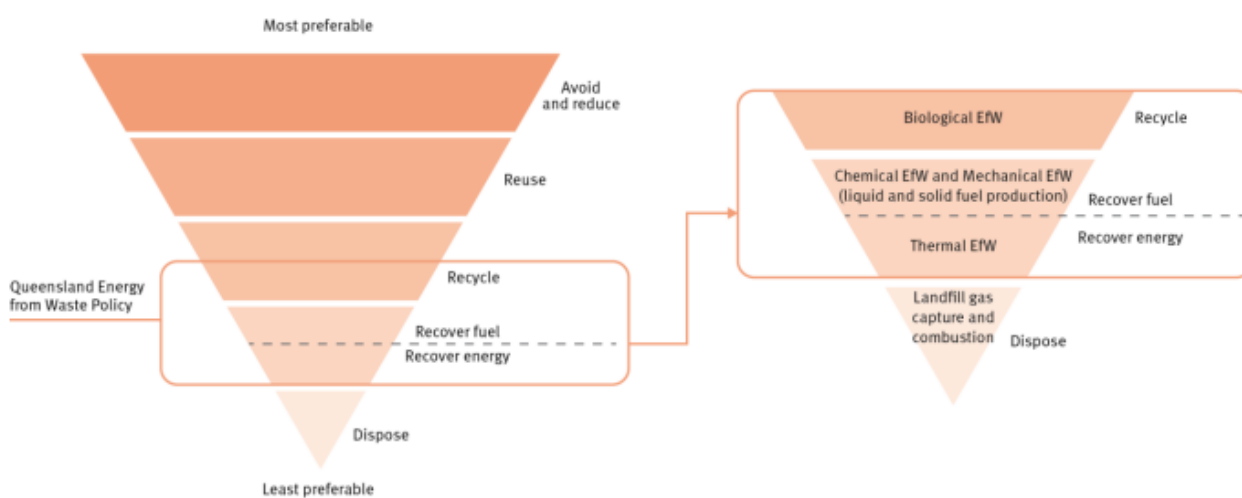 Most preferable
Avoid
and reduce
Reuse
Recycle
Recover fuel
Recover energy
Dispose
Least preferable
Queensland Energy
from Waste Policy
Biological EfW
Recycle
Chemical EfW and Mechanical EfW
(liquid and solid fuel production)
Recover fuel
Recover energy
Thermal EfW
Landfill gas
capture and
combustion
Dispose